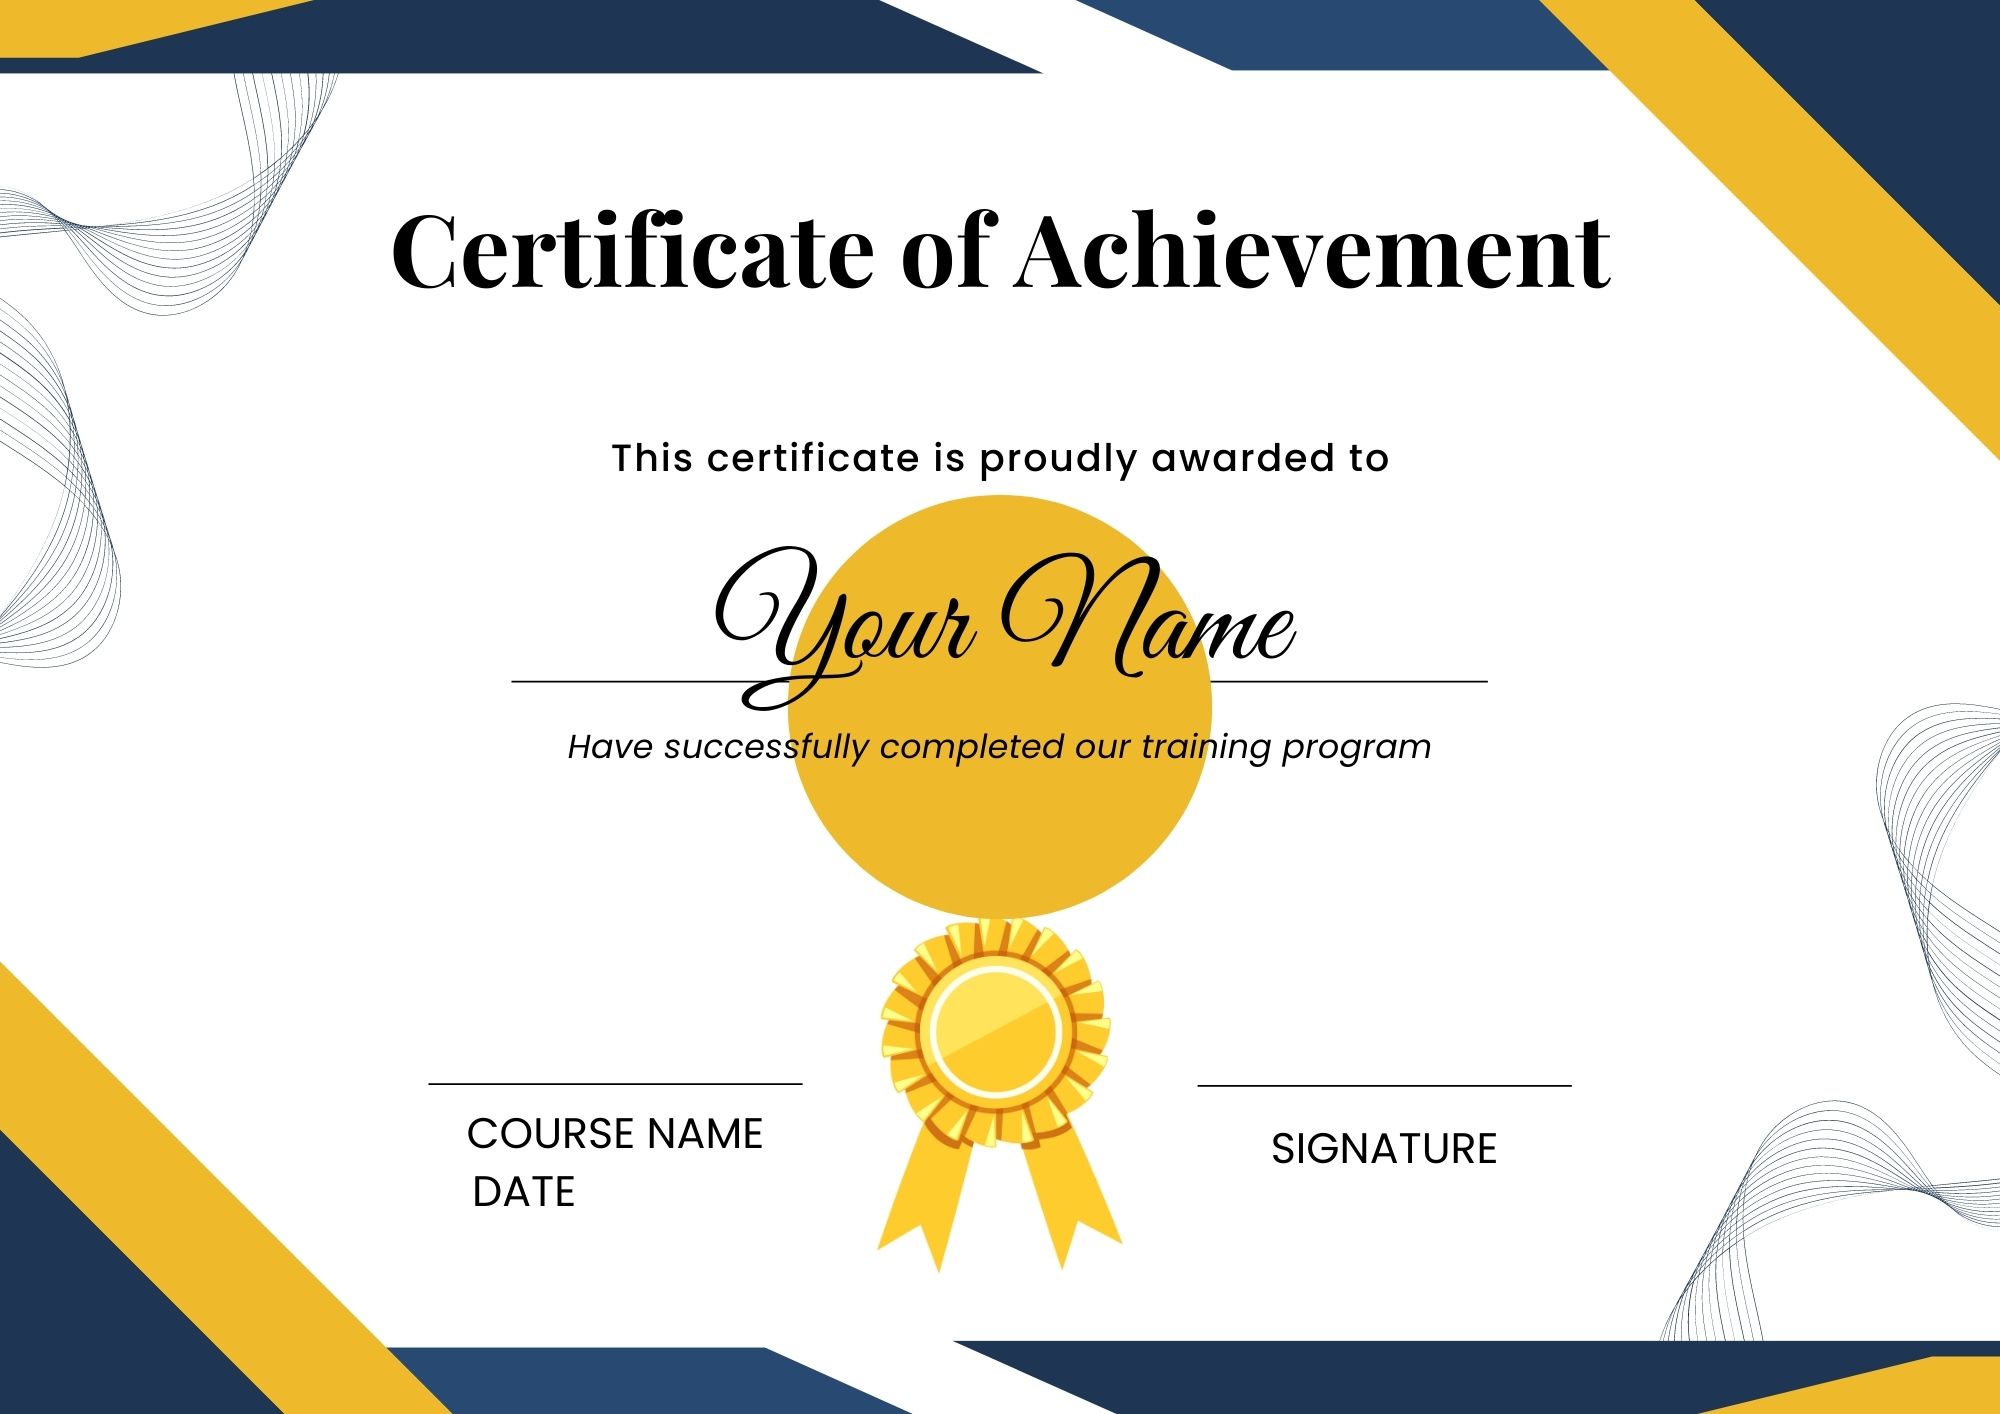 Certificate of Achievement
This certificate is proudly awarded to
Your Name
Have successfully completed our training program
COURSE NAME
DATE
SIGNATURE